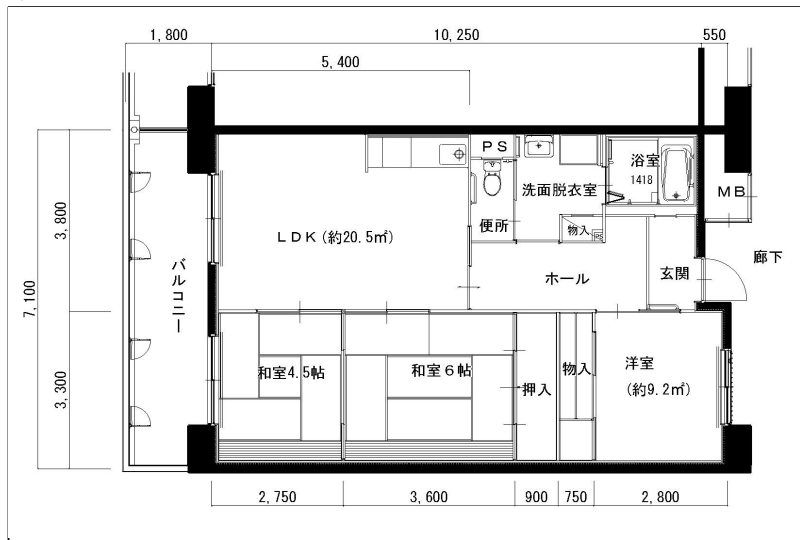 1,800
10,250
550
5,400
PS
浴室
1418
洗面脱衣室
MB
便所
物入
LDK(約20.5㎡)
3,800
7,100
バルコニー
ホール
玄関
廊下
3,300
和室4.5帖
和室6帖
押入
物入
洋室
(約9.2㎡)
2,750
3,600
900
750
2,800